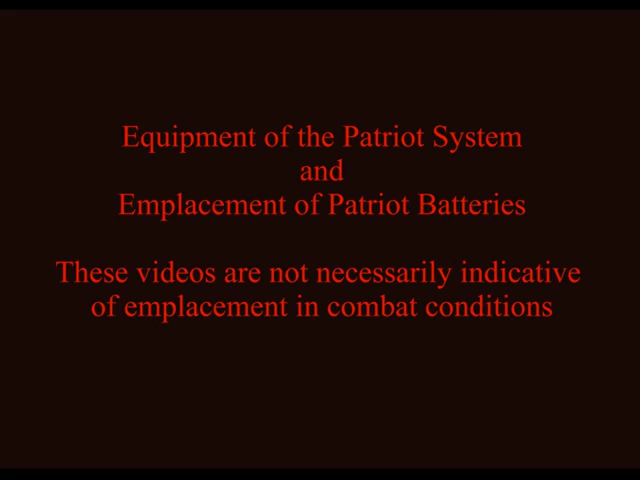 Equipment of the Patriot System
and
Emplacement of Patriot Batteries
These videos are not necessarily indicative
of emplacement in combat conditions